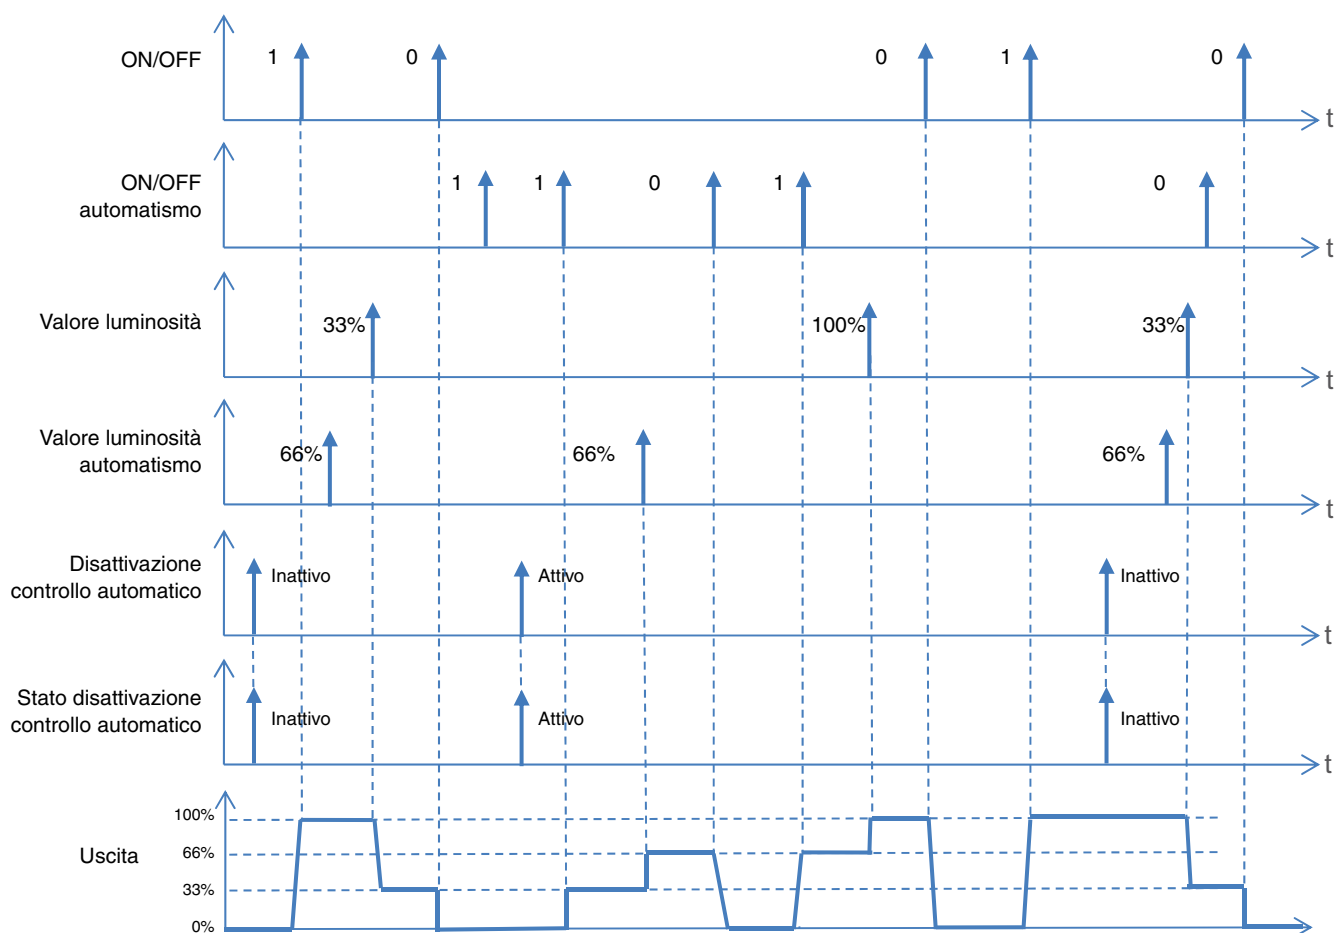 ON/OFF
1
0
0
1
0
t
ON/OFF
automatismo
1
1
0
1
0
t
Valore luminosità
33%
100%
33%
t
Valore luminosità
automatismo
66%
66%
66%
t
Disattivazione
controllo automatico
Inattivo
Attivo
Inattivo
t
Stato disattivazione
controllo automatico
Inattivo
Attivo
Inattivo
t
Uscita
100%
66%
33%
0%
t